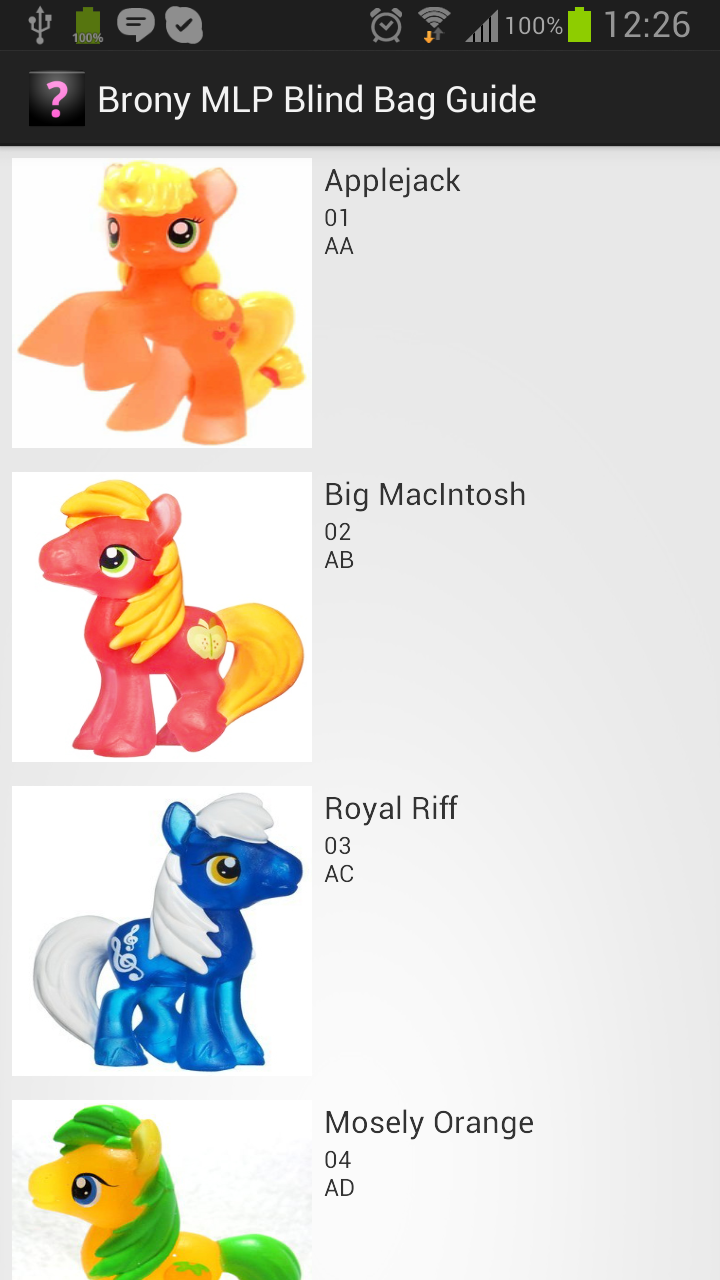 100%
100%
12:26
? Brony MLP Blind Bag Guide
Applejack
01
AA
Big MacIntosh
02
AB
Royal Riff
03
AC
Mosely Orange
04
AD